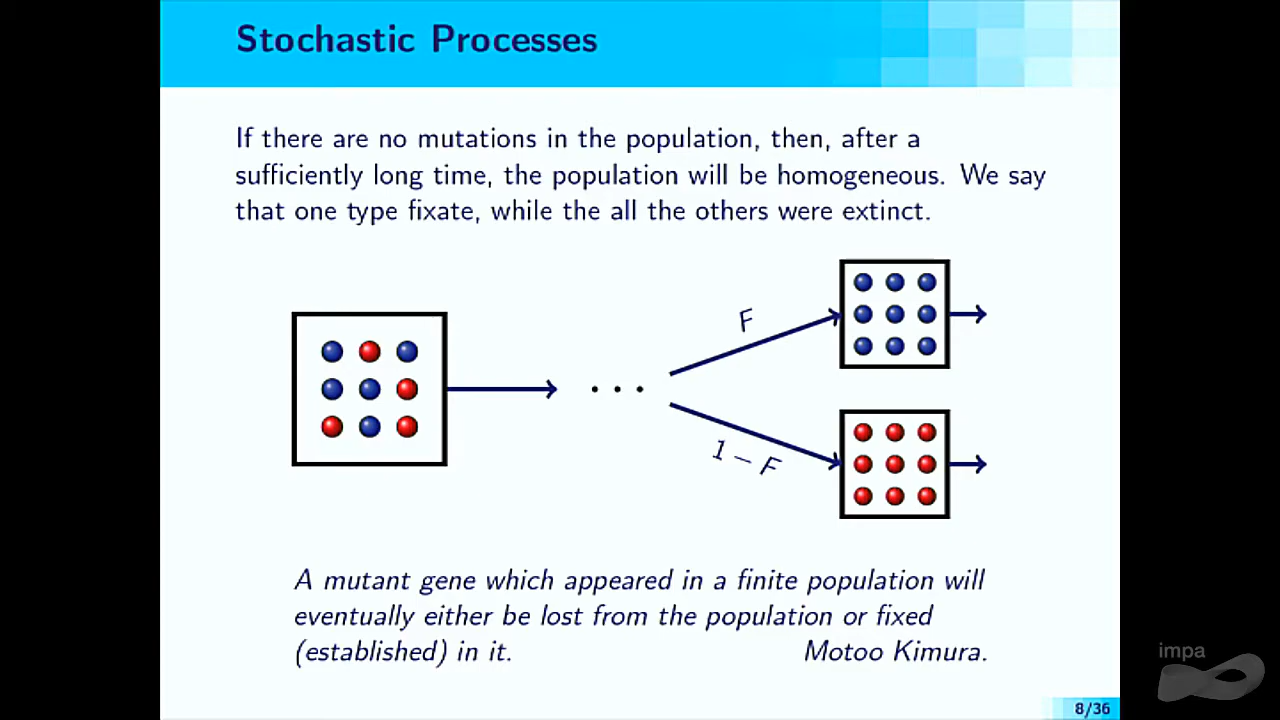 Stochastic Processes
If there are no mutations in the population, then, after a
sufficiently long time, the population will be homogeneous. We say
that one type fixate, while the all the others were extinct.
F
1 − F
A mutant gene which appeared in a finite population will
eventually either be lost from the population or fixed
(established) in it. Motoo Kimura.
impa
8/36